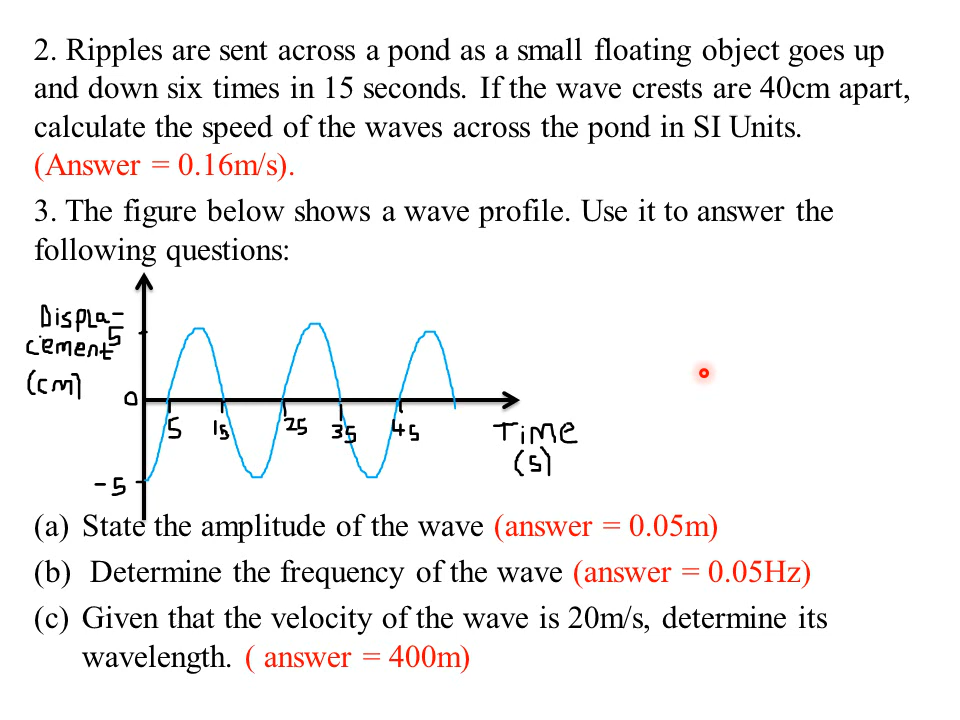 2. Ripples are sent across a pond as a small floating object goes up
and down six times in 15 seconds. If the wave crests are 40cm apart,
calculate the speed of the waves across the pond in SI Units.
(Answer = 0.16m/s).
3. The figure below shows a wave profile. Use it to answer the
following questions:
Displa-
cement
(cm)
5
0
-5
5 15 25 35 45
Time
(s)
(a) State the amplitude of the wave (answer = 0.05m)
(b) Determine the frequency of the wave (answer = 0.05Hz)
(c) Given that the velocity of the wave is 20m/s, determine its
wavelength. ( answer = 400m)